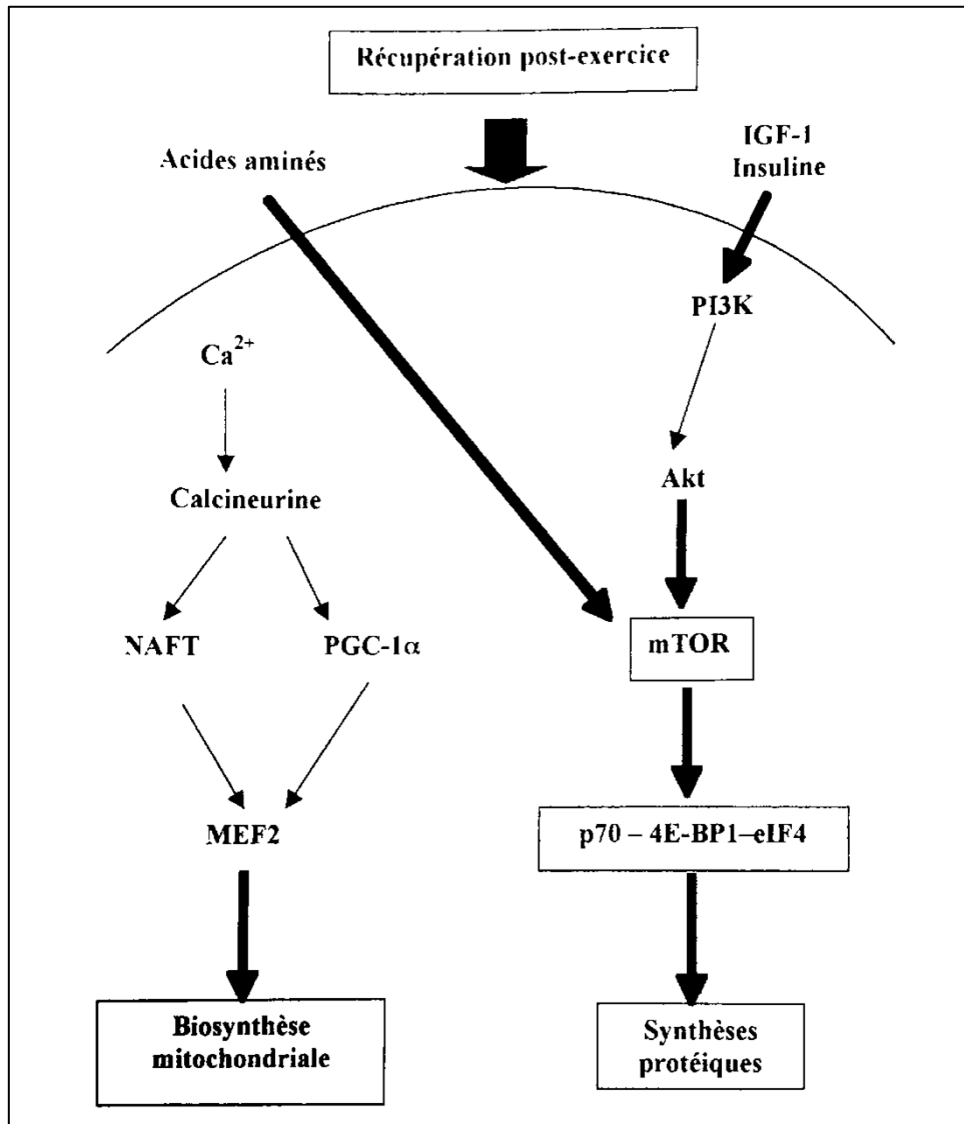 Récupération post-exercice
Acides aminés
IGF-1
Insuline
PI3K
Ca²⁺
Akt
Calcineurine
NAFT
PGC-1α
mTOR
MEF2
p70 – 4E-BP1–eIF4
Biosynthèse
mitochondriale
Synthèses
protéiques